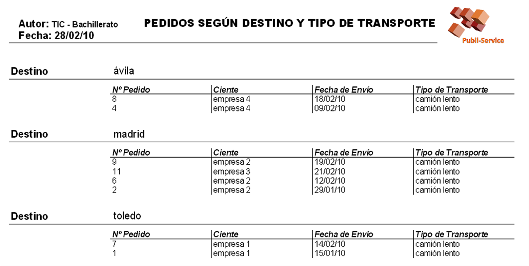 Autor: TIC - Bachillerato
PEDIDOS SEGÚN DESTINO Y TIPO DE TRANSPORTE
Fecha: 28/02/10
Publi-Service
Destino ávila
Nº Pedido Ciente Fecha de Envío Tipo de Transporte
8 empresa 4 18/02/10 camión lento
4 empresa 4 09/02/10 camión lento
Destino madrid
Nº Pedido Ciente Fecha de Envío Tipo de Transporte
9 empresa 2 19/02/10 camión lento
11 empresa 3 21/02/10 camión lento
6 empresa 2 12/02/10 camión lento
2 empresa 2 29/01/10 camión lento
Destino toledo
Nº Pedido Ciente Fecha de Envío Tipo de Transporte
7 empresa 1 14/02/10 camión lento
1 empresa 1 15/01/10 camión lento